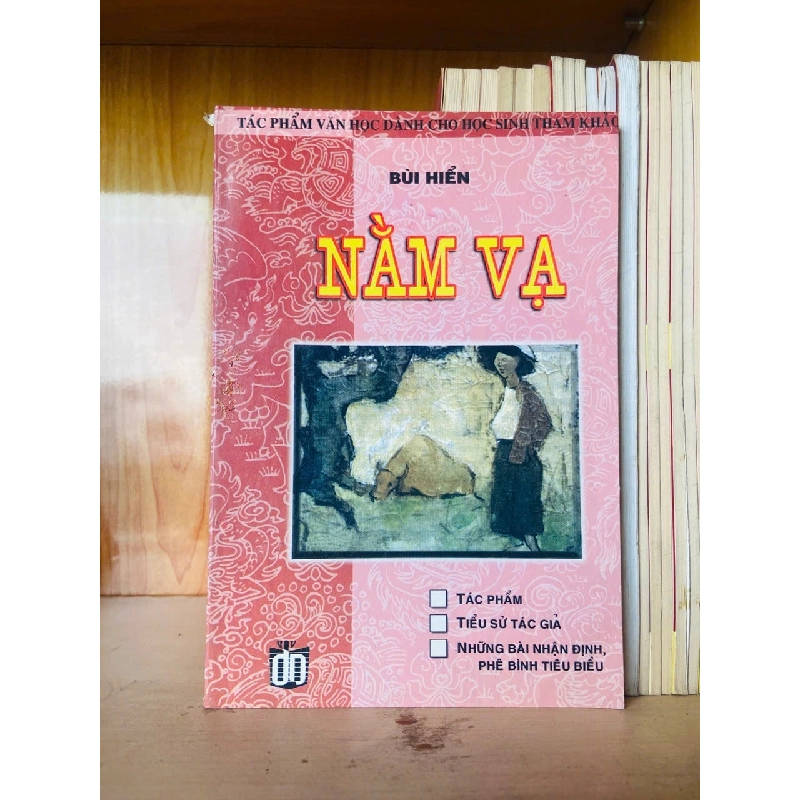 TÁC PHẨM VĂN HỌC DÀNH CHO HỌC SINH THAM KHẢO
BÙI HIỂN
NẰM VẠ
TÁC PHẨM
TIỂU SỬ TÁC GIẢ
NHỮNG BÀI NHẬN ĐỊNH,
PHÊ BÌNH TIÊU BIỂU